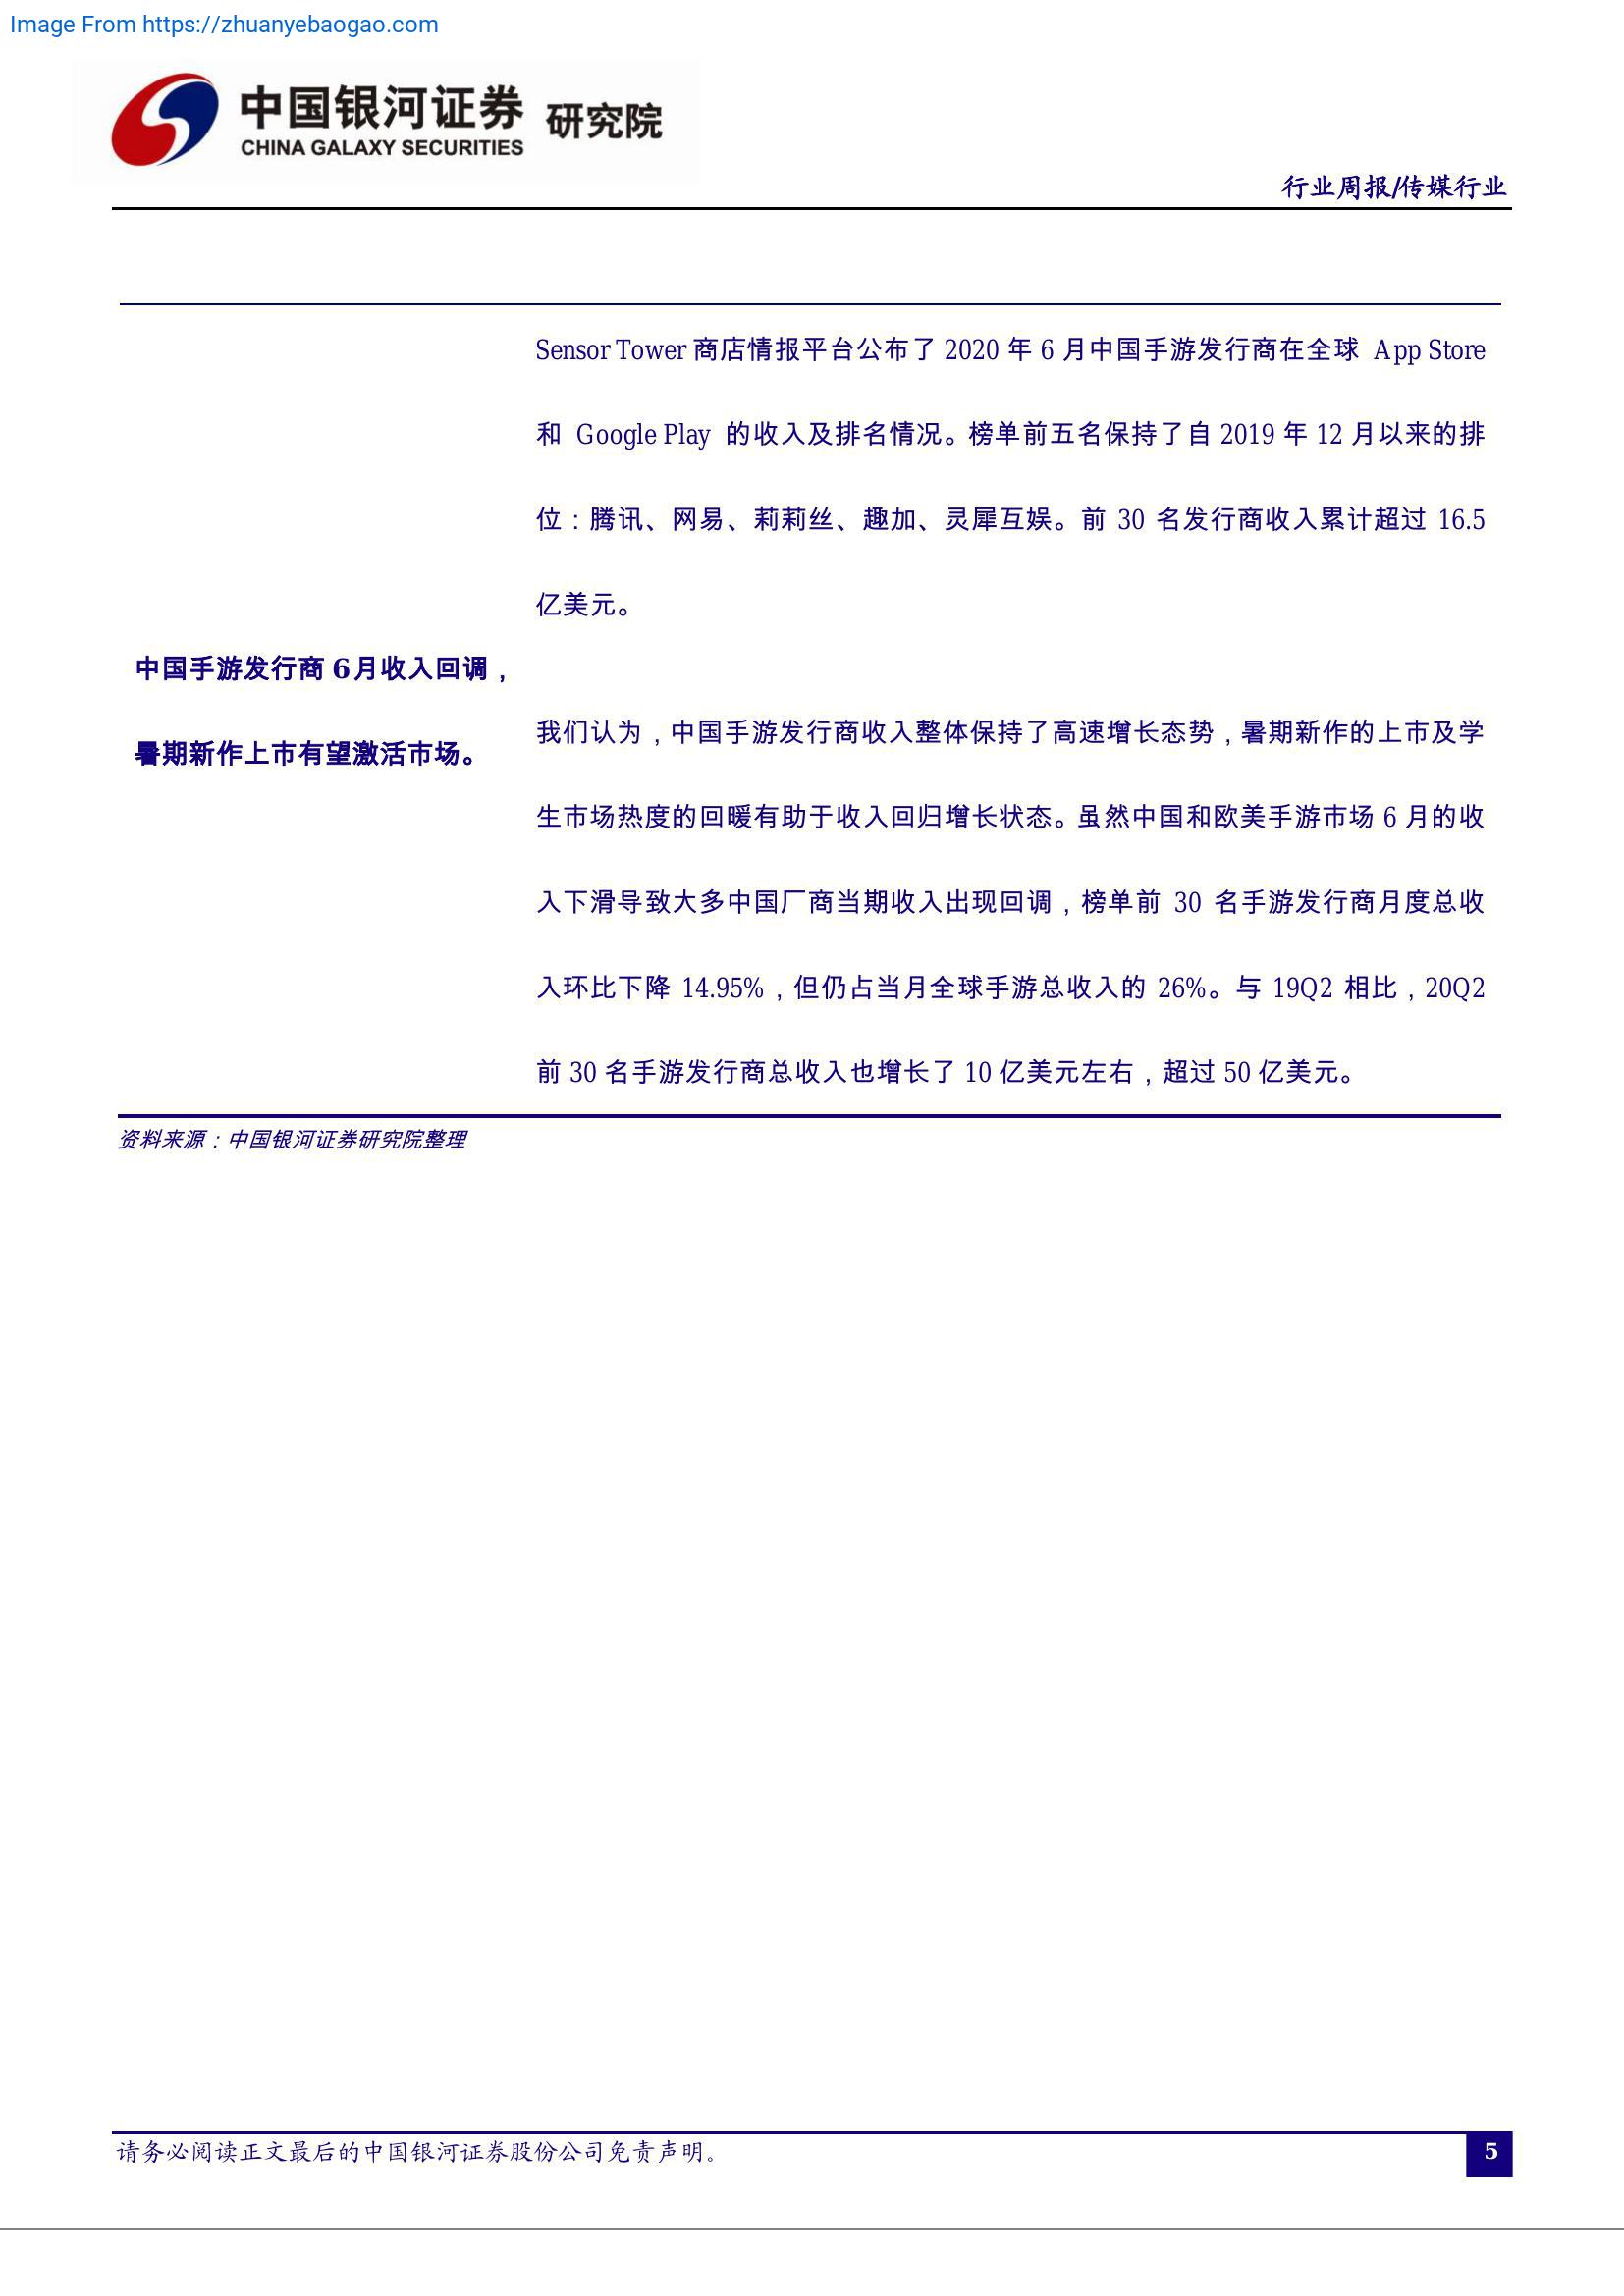 Image From https://zhuanyebaogao.com
中国银河证券 研究院
CHINA GALAXY SECURITIES
行业周报/传媒行业
中国手游发行商 6月收入回调，
暑期新作上市有望激活市场。
Sensor Tower 商店情报平台公布了 2020 年 6 月中国手游发行商在全球 App Store
和 Google Play 的收入及排名情况。榜单前五名保持了自 2019 年 12 月以来的排
位：腾讯、网易、莉莉丝、趣加、灵犀互娱。前 30 名发行商收入累计超过 16.5
亿美元。
我们认为，中国手游发行商收入整体保持了高速增长态势，暑期新作的上市及学
生市场热度的回暖有助于收入回归增长状态。虽然中国和欧美手游市场 6 月的收
入下滑导致大多中国厂商当期收入出现回调，榜单前 30 名手游发行商月度总收
入环比下降 14.95%，但仍占当月全球手游总收入的 26%。与 19Q2 相比，20Q2
前 30 名手游发行商总收入也增长了 10 亿美元左右，超过 50 亿美元。
资料来源：中国银河证券研究院整理
请务必阅读正文最后的中国银河证券股份公司免责声明。
5